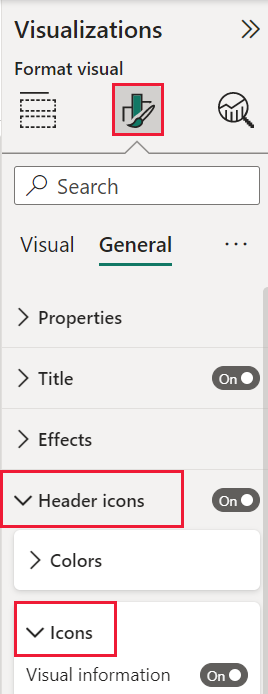 Visualizations
Format visual
Search
Visual General ...
Properties
Title On
Effects
Header icons On
Colors
Icons
Visual information On